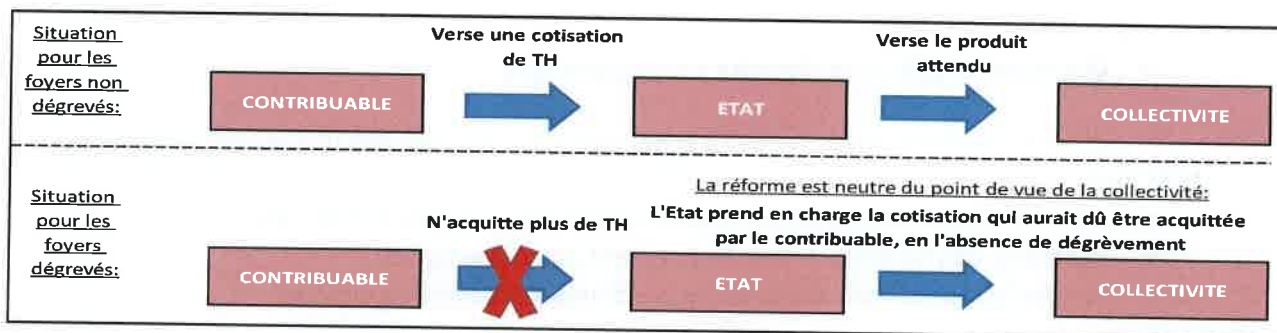 Situation
pour les
foyers non
dégrevés:
Verse une cotisation
de TH
Verse le produit
attendu
CONTRIBUABLE
ETAT
COLLECTIVITE
Situation
pour les
foyers
dégrevés:
La réforme est neutre du point de vue de la collectivité:
N'acquitte plus de TH
L'Etat prend en charge la cotisation qui aurait dû être acquittée
par le contribuable, en l'absence de dégrèvement
CONTRIBUABLE
ETAT
COLLECTIVITE